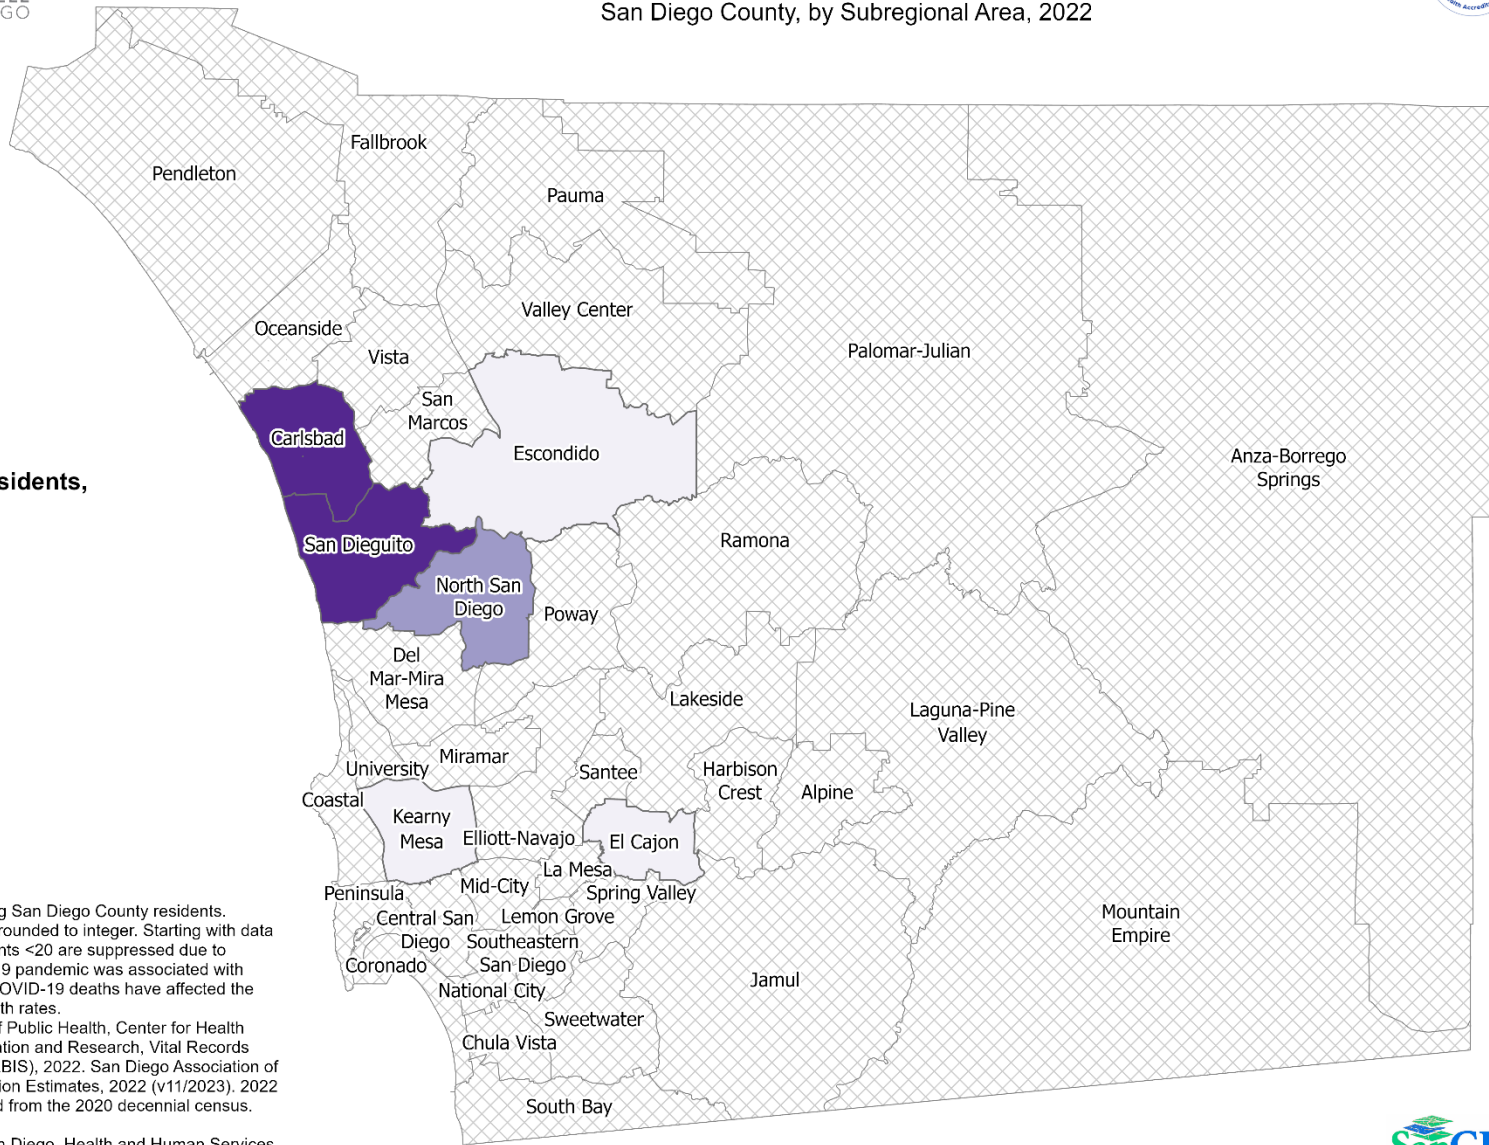 GO
San Diego County, by Subregional Area, 2022
Fallbrook
Pendleton
Pauma
Valley Center
Oceanside
Vista
Palomar-Julian
San
Marcos
Carlsbad
Escondido
Anza-Borrego
Springs
sidents,
San Dieguito
Ramona
North San
Diego
Poway
Del
Mar-Mira
Mesa
Lakeside
Laguna-Pine
Valley
Miramar
University
Santee
Harbison
Crest
Alpine
Coastal
Kearny
Mesa
Elliott-Navajo
El Cajon
La Mesa
Mid-City
Spring Valley
Peninsula
Central San
Diego
Lemon Grove
Southeastern
San Diego
Coronado
National City
Mountain
Empire
Jamul
Sweetwater
Chula Vista
South Bay
g San Diego County residents.
rounded to integer. Starting with data
nts <20 are suppressed due to
9 pandemic was associated with
OVID-19 deaths have affected the
th rates.
f Public Health, Center for Health
ation and Research, Vital Records
BIS), 2022. San Diego Association of
ion Estimates, 2022 (v11/2023). 2022
d from the 2020 decennial census.
n Diego, Health and Human Services